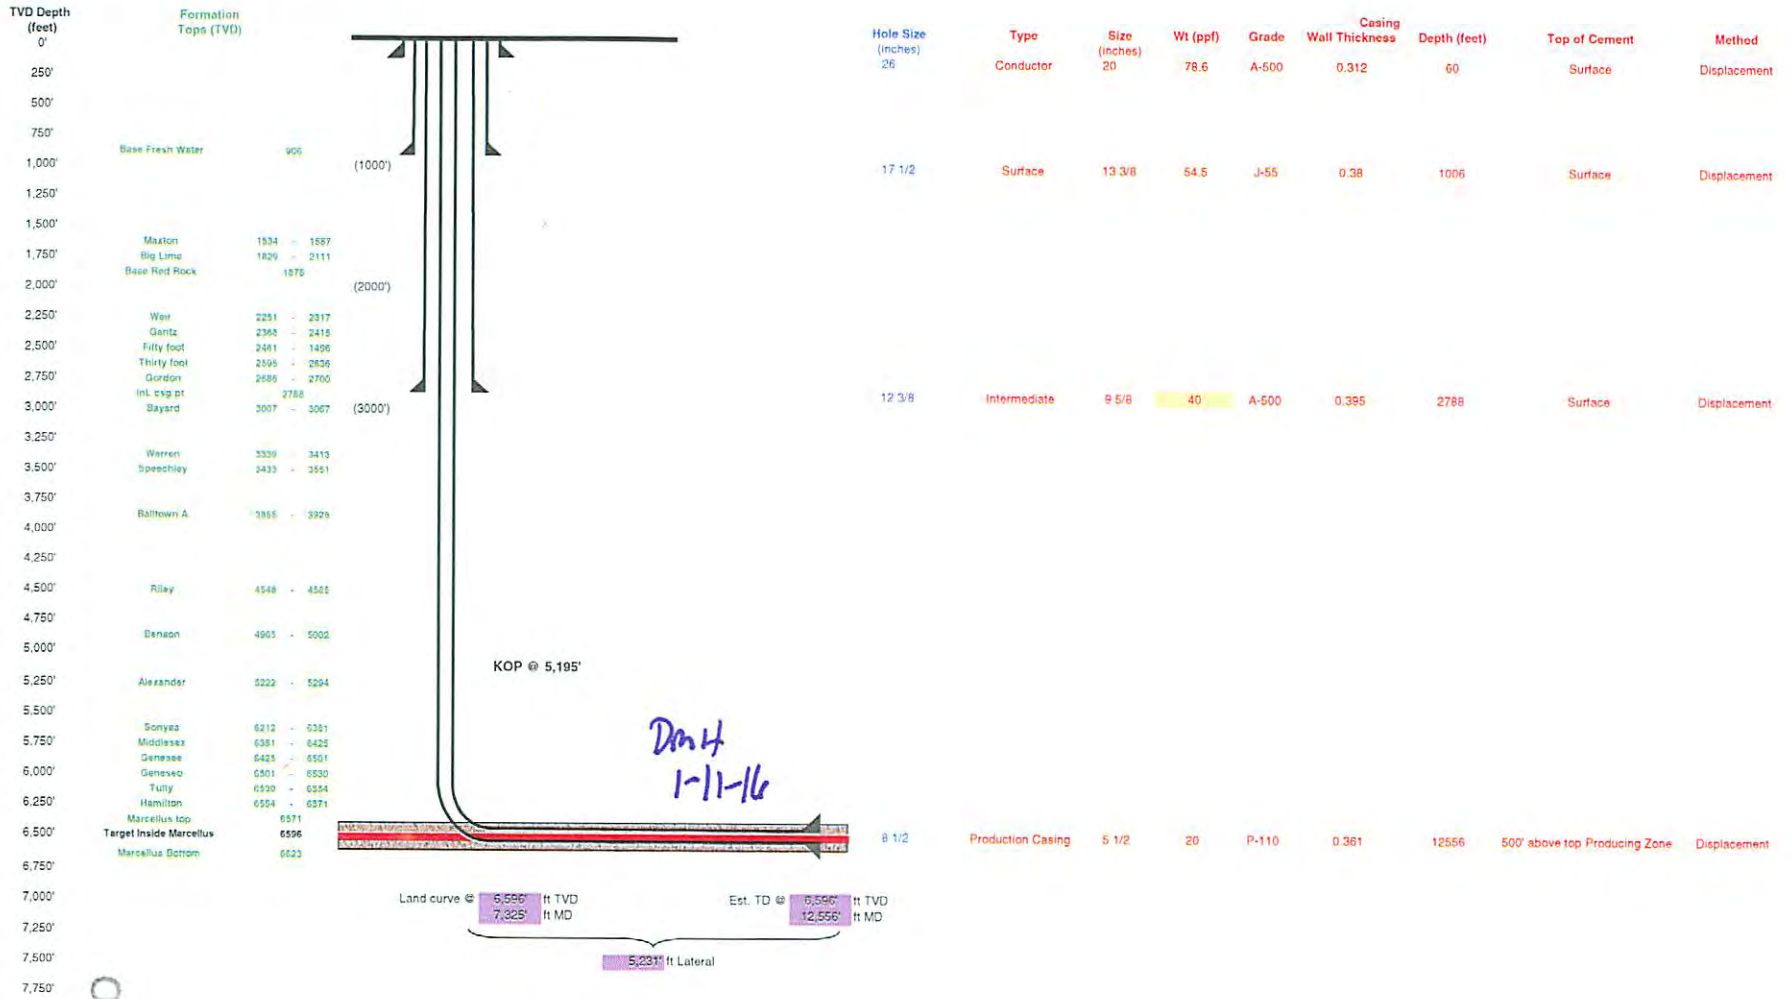 TVD Depth
(feet)
Formation
Tops (TVD)
Casing
Hole Size
(inches)
Type
Size
(inches)
Wt (ppf)
Grade
Wall Thickness
Depth (feet)
Top of Cement
Method
0'
26 Conductor 20 78.6 A-500 0.312 60 Surface Displacement
250'
500'
750'
Base Fresh Water 906
1,000' (1000')
17 1/2 Surface 13 3/8 54.5 J-55 0.38 1006 Surface Displacement
1,250'
1,500'
Maxton 1534 - 1587
1,750'
Big Lime 1829 - 2111
Base Red Rock 1878
2,000' (2000')
2,250'
Weir 2251 - 2317
Gantz 2368 - 2415
2,500'
Fifty foot 2461 - 1496
Thirty foot 2595 - 2636
2,750'
Gordon 2686 - 2700
Int. csg pt 2788
3,000'
Bayard 3007 - 3067 (3000')
12 3/8 Intermediate 9 5/8 40 A-500 0.395 2788 Surface Displacement
3,250'
Warren 3339 - 3413
3,500'
Speechley 3433 - 3551
3,750'
Balltown A 3855 - 3928
4,000'
4,250'
4,500'
Riley 4548 - 4565
4,750'
Benson 4965 - 5002
5,000'
KOP @ 5,195'
5,250'
Alexander 5222 - 5294
5,500'
Sonyea 6212 - 6381
5,750'
Middlesex 6381 - 6425
Genesee 6425 - 6501
6,000'
Geneseo 6501 - 6530
Tully 6530 - 6554
6,250'
Hamilton 6554 - 6571
DmH
1-11-16
Marcellus top 6571
6,500'
Target Inside Marcellus 6596
8 1/2 Production Casing 5 1/2 20 P-110 0.361 12556 500' above top Producing Zone Displacement
Marcellus Bottom 6623
6,750'
7,000'
Land curve @ 6,596' ft TVD
7,325' ft MD
Est. TD @ 6,596' ft TVD
12,556' ft MD
7,250'
7,500'
5,231' ft Lateral
7,750'